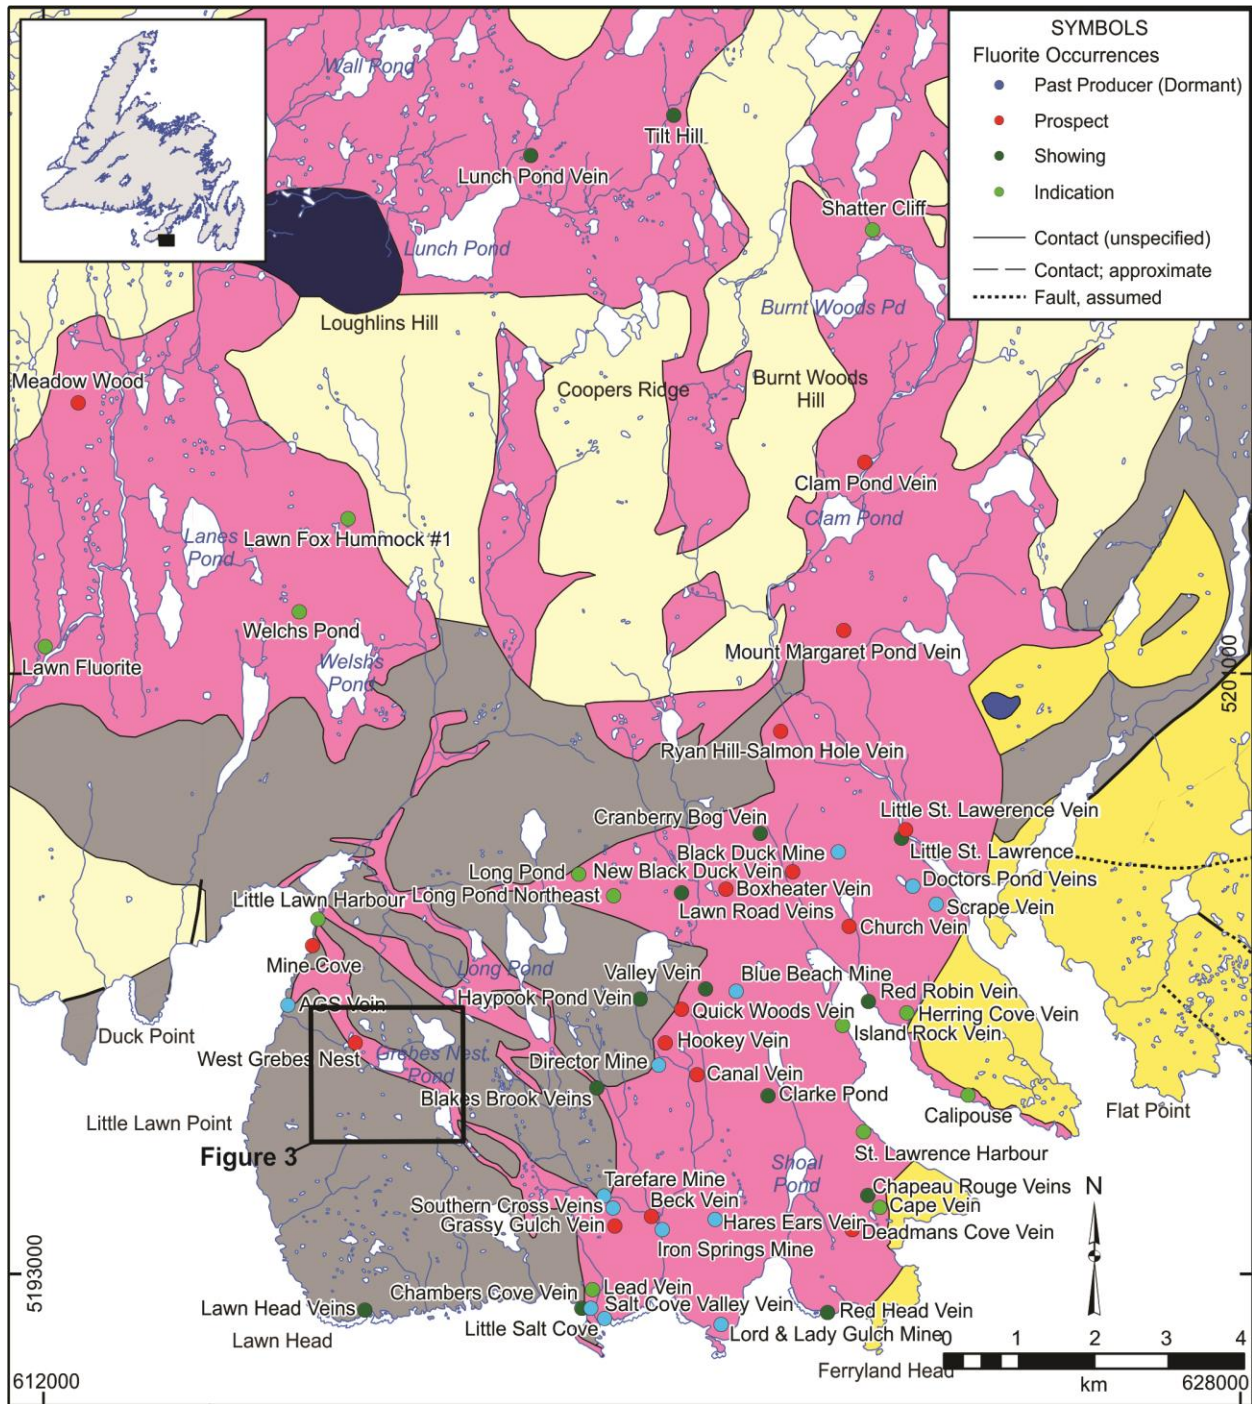 SYMBOLS
Fluorite Occurrences
Past Producer (Dormant)
Prospect
Showing
Indication
Contact (unspecified)
Contact; approximate
Fault, assumed
Wall Pond
Tilt Hill
Lunch Pond Vein
Shatter Cliff
Lunch Pond
Burnt Woods Pd
Loughlins Hill
Meadow Wood
Coopers Ridge
Burnt Woods
Hill
Clam Pond Vein
Clam Pond
Lanes
Pond
Lawn Fox Hummock #1
Welchs Pond
Lawn Fluorite
Welshs
Pond
Mount Margaret Pond Vein
5201000
Ryan Hill-Salmon Hole Vein
Little St. Lawerence Vein
Cranberry Bog Vein
Little St. Lawrence
Black Duck Mine
Long Pond
New Black Duck Vein
Doctors Pond Veins
Boxheater Vein
Long Pond Northeast
Lawn Road Veins
Scrape Vein
Little Lawn Harbour
Church Vein
Mine Cove
Long Pond
Valley Vein
Blue Beach Mine
AGS Vein
Haypook Pond Vein
Red Robin Vein
Quick Woods Vein
Herring Cove Vein
Island Rock Vein
Duck Point
West Grebes Nest
Grebes Nest
Pond
Hookey Vein
Director Mine
Canal Vein
Blakes Brook Veins
Clarke Pond
Calipouse
Flat Point
Little Lawn Point
Figure 3
St. Lawrence Harbour
Shoal
Pond
Tarefare Mine
Beck Vein
Chapeau Rouge Veins
Southern Cross Veins
Cape Vein
Grassy Gulch Vein
Hares Ears Vein
Deadmans Cove Vein
Iron Springs Mine
N
5193000
Chambers Cove Vein
Lead Vein
Lawn Head Veins
Salt Cove Valley Vein
Red Head Vein
Little Salt Cove
Lord & Lady Gulch Mine
Lawn Head
Ferryland Head
0 1 2 3 4
km
612000
628000